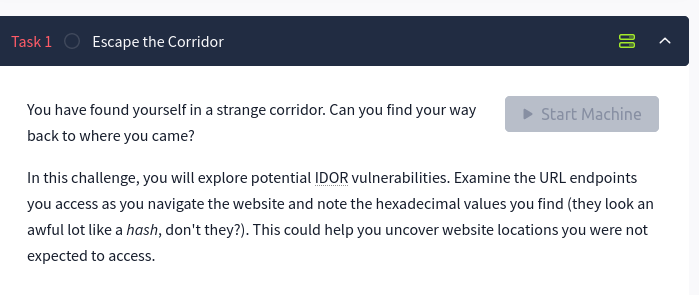 Task 1 Escape the Corridor
You have found yourself in a strange corridor. Can you find your way
back to where you came?
Start Machine
In this challenge, you will explore potential IDOR vulnerabilities. Examine the URL endpoints
you access as you navigate the website and note the hexadecimal values you find (they look an
awful lot like a hash, don't they?). This could help you uncover website locations you were not
expected to access.